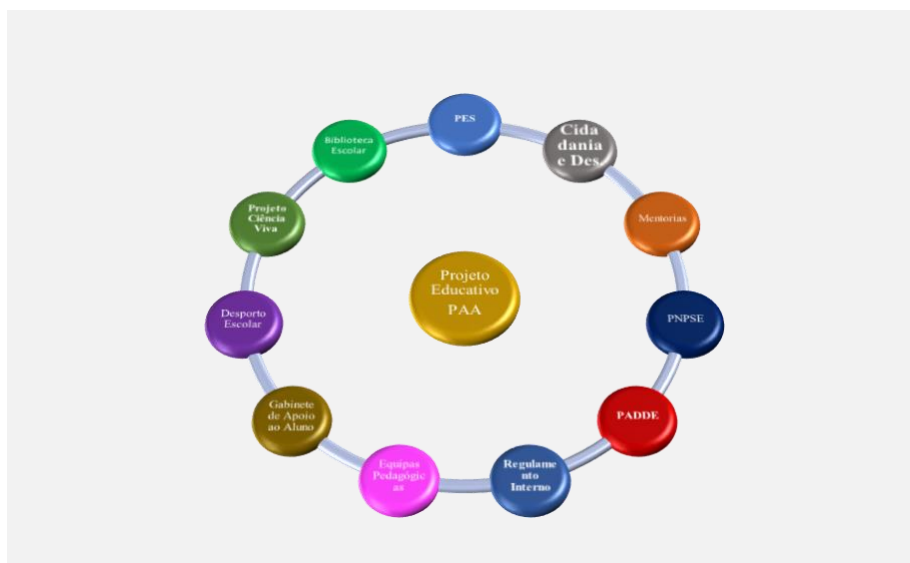 PES
Cida
dania
e Des.
Mentorias
PNPSE
PADDE
Regulame
nto
Interno
Equipas
Pedagógic
as
Gabinete
de Apoio
ao Aluno
Desporto
Escolar
Projeto
Ciência
Viva
Biblioteca
Escolar
Projeto
Educativo
PAA